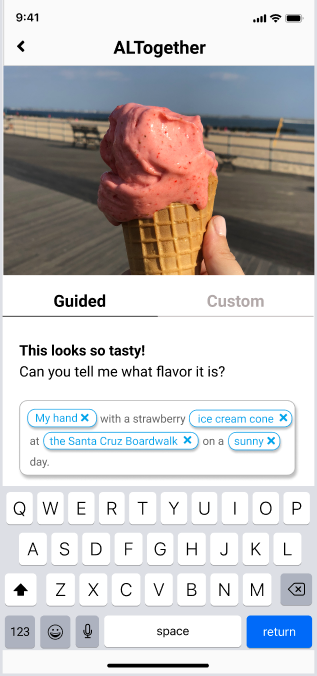 9:41
ALTogether
Guided Custom
This looks so tasty!
Can you tell me what flavor it is?
My hand × with a strawberry ice cream cone ×
at the Santa Cruz Boardwalk × on a sunny ×
day.
Q W E R T Y U I O P
A S D F G H J K L
Z X C V B N M
123 space return